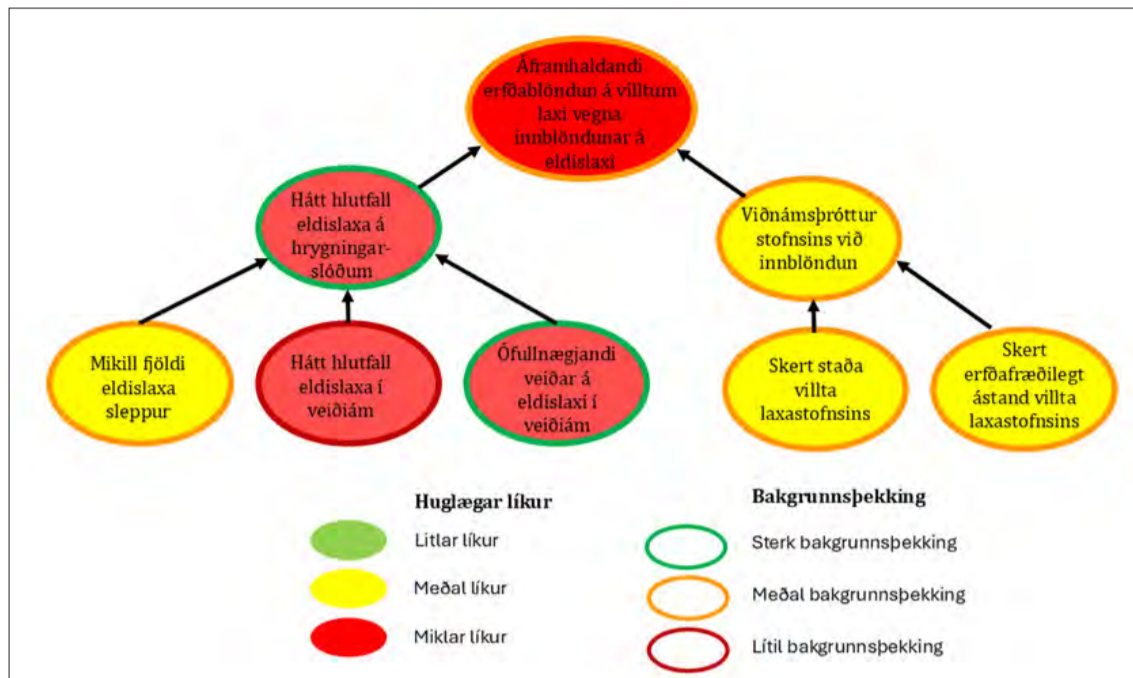 Áframhaldandi
erfðablöndun á villtum
laxi vegna
innblöndunar á
eldislaxi
Hátt hlutfall
eldislaxa á
hrygningar-
slóðum
Viðnámsþróttur
stofnsins við
innblöndun
Mikill fjöldi
eldislaxa
sleppur
Hátt hlutfall
eldislaxa í
veiðiám
Ófullnægjandi
veiðar á
eldislaxi í
veiðiám
Skert staða
villta
laxastofnsins
Skert
erfðafræðilegt
ástand villta
laxastofnsins
Huglægar líkur
Litlar líkur
Meðal líkur
Miklar líkur
Bakgrunnsþekking
Sterk bakgrunnsþekking
Meðal bakgrunnsþekking
Lítil bakgrunnsþekking